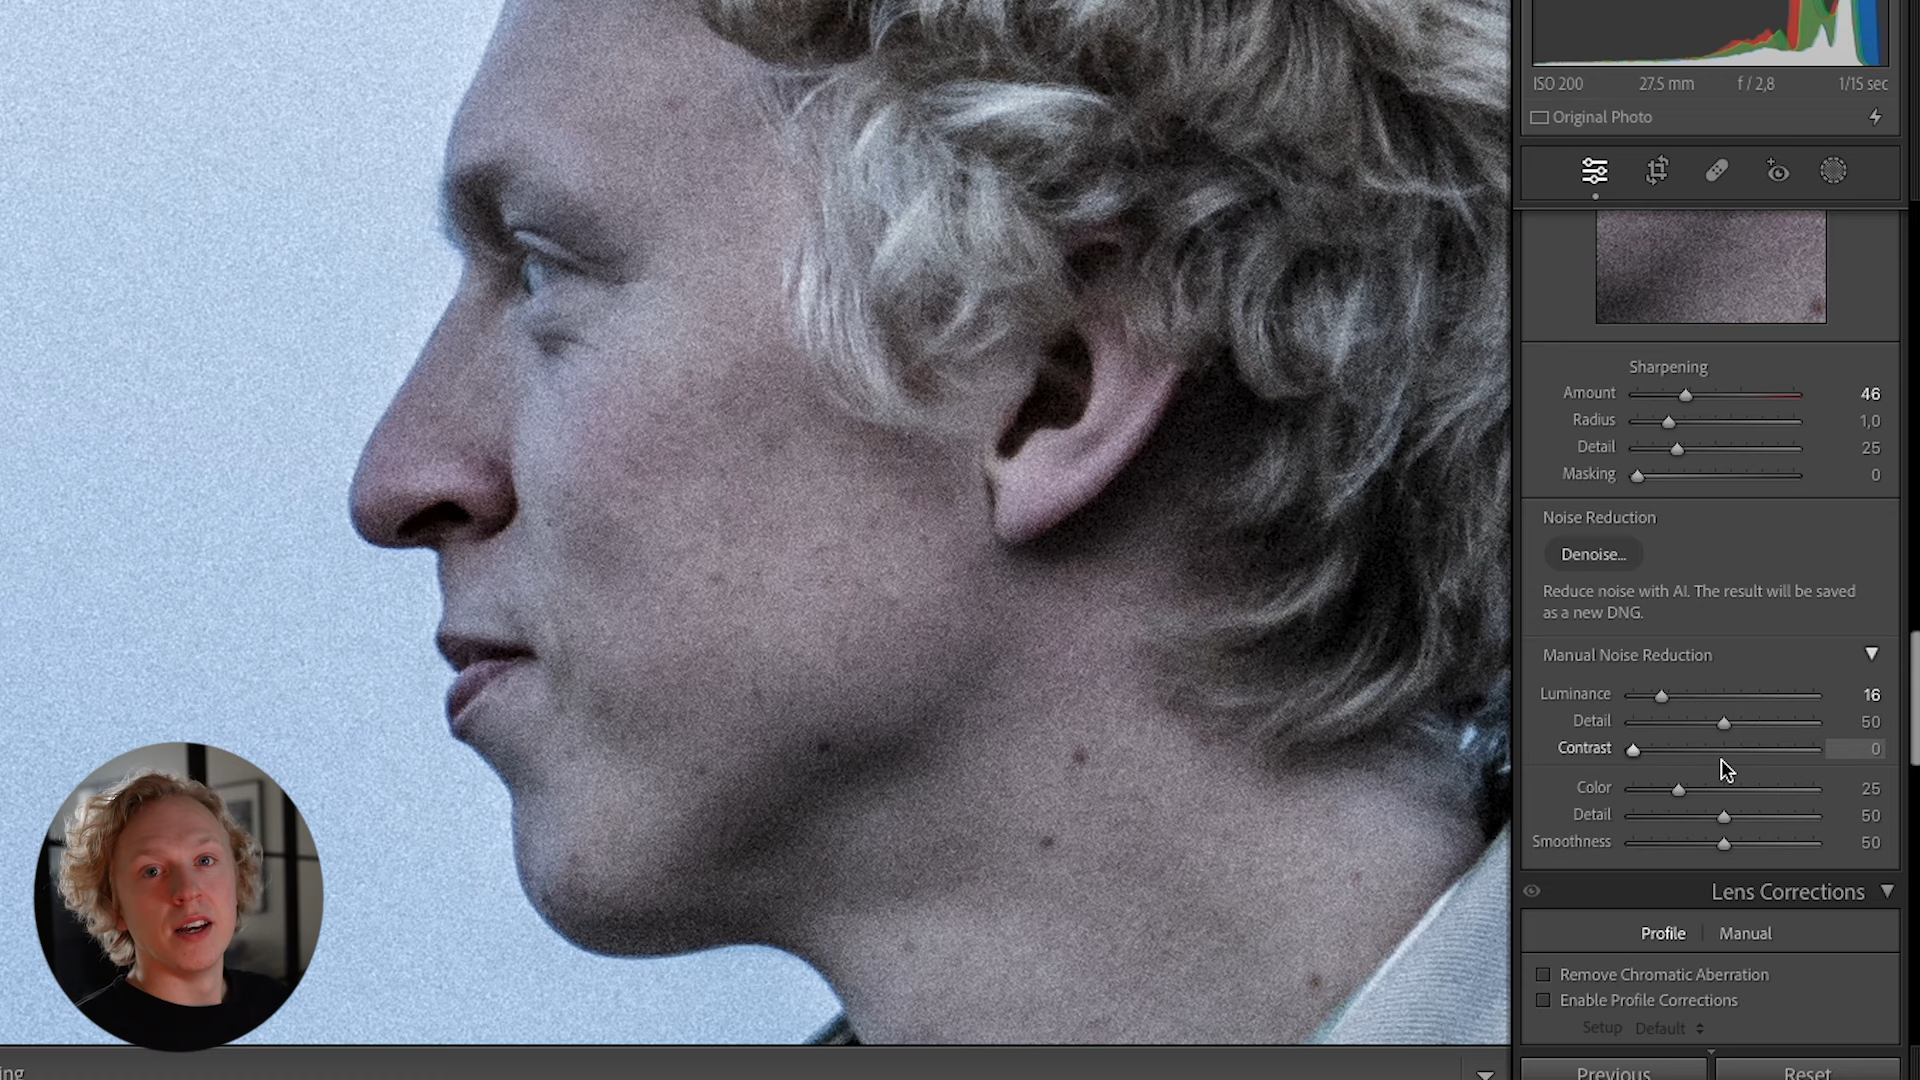 ISO 200 27.5 mm f / 2,8 1/15 sec
Original Photo
Sharpening
Amount 46
Radius 1,0
Detail 25
Masking 0
Noise Reduction
Denoise...
Reduce noise with AI. The result will be saved
as a new DNG.
Manual Noise Reduction
Luminance 16
Detail 50
Contrast 0
Color 25
Detail 50
Smoothness 50
Lens Corrections
Profile Manual
Remove Chromatic Aberration
Enable Profile Corrections
Setup Default
ing Previous Reset